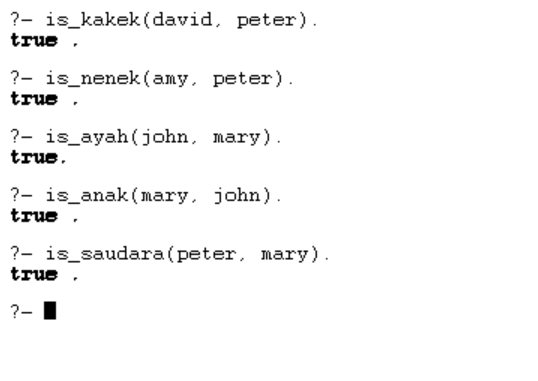 ?- is_kakek(david, peter).
true .
?- is_nenek(amy, peter).
true .
?- is_ayah(john, mary).
true.
?- is_anak(mary, john).
true .
?- is_saudara(peter, mary).
true .
?-